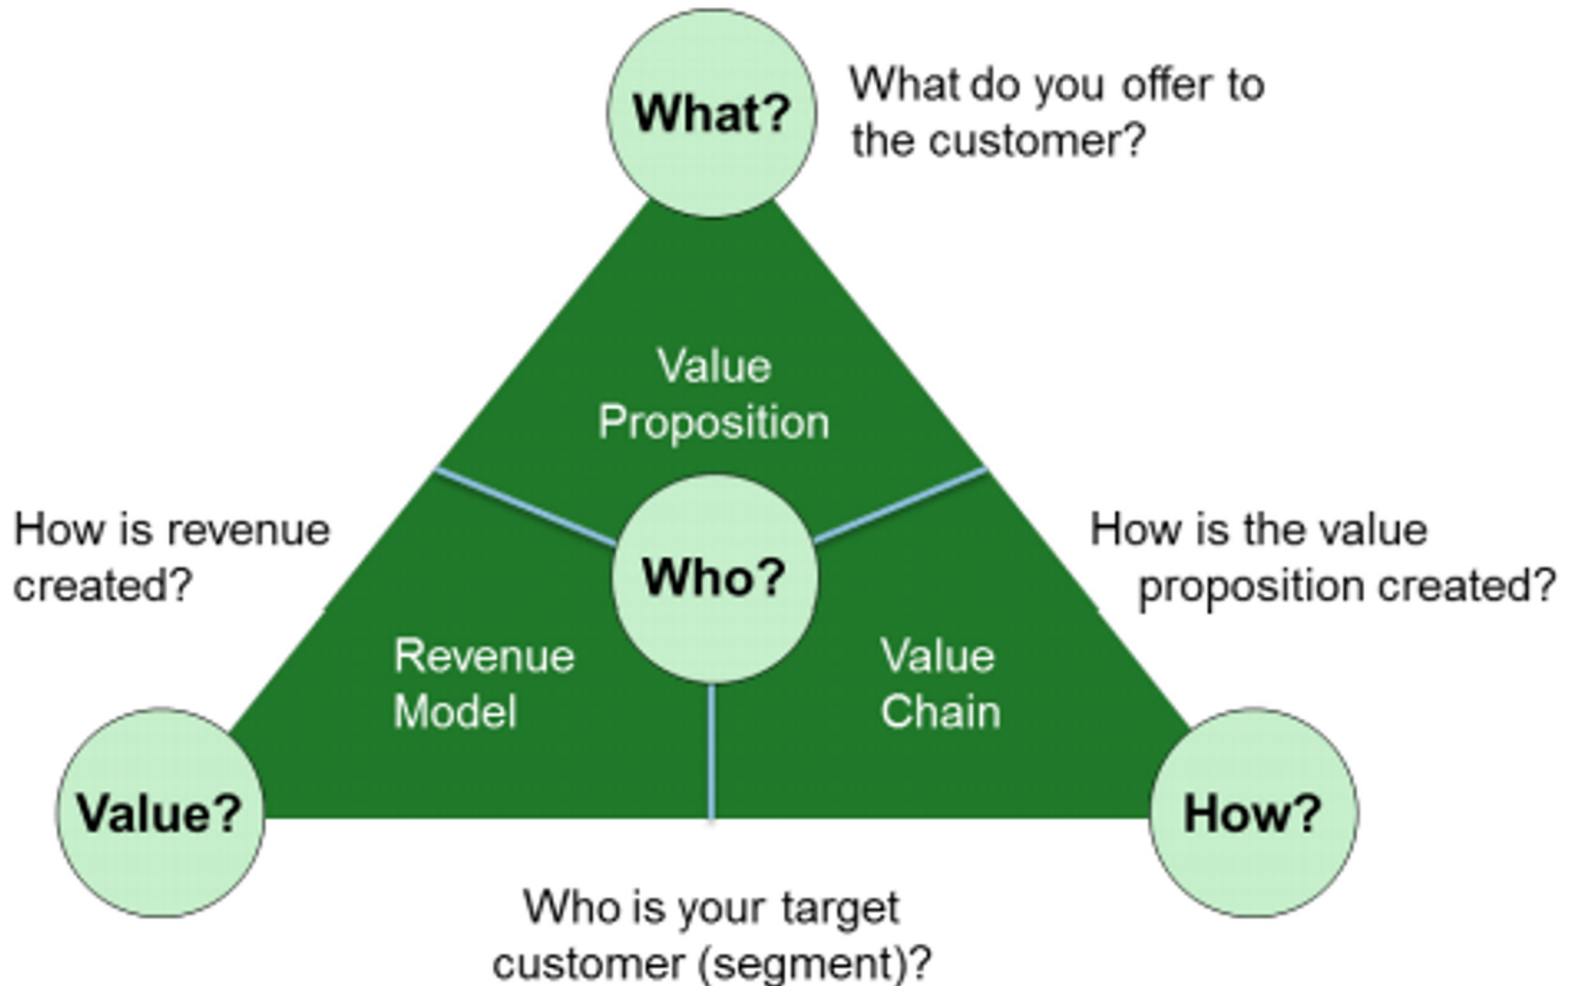 What?
What do you offer to
the customer?
Value
Proposition
How is revenue
created?
Who?
How is the value
proposition created?
Revenue
Model
Value
Chain
Value?
How?
Who is your target
customer (segment)?